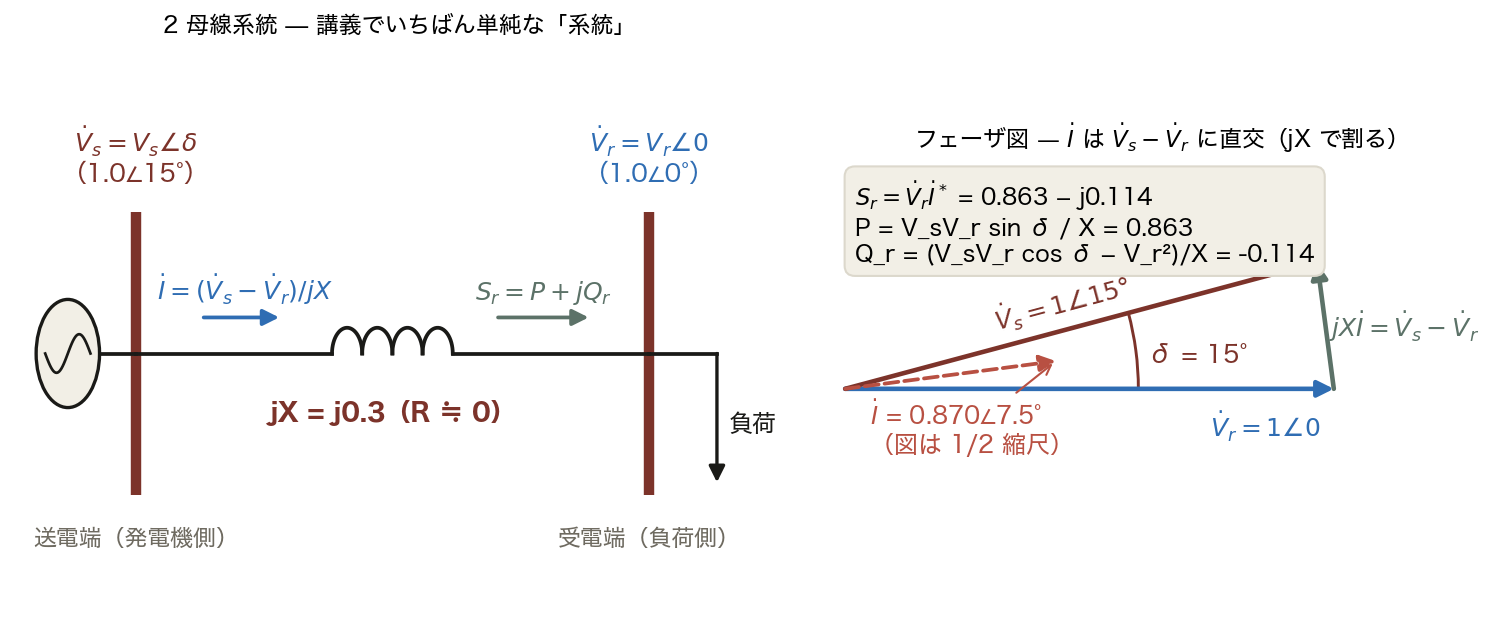 2 母線系統 — 講義でいちばん単純な「系統」
V̇ₛ = Vₛ∠δ
(1.0∠15°)
V̇ᵣ = Vᵣ∠0
(1.0∠0°)
İ = (V̇ₛ − V̇ᵣ)/jX
Sᵣ = P + jQᵣ
jX = j0.3 (R ≒ 0)
負荷
送電端（発電機側）
受電端（負荷側）
フェーザ図 — İ は V̇ₛ − V̇ᵣ に直交（jX で割る）
Sᵣ = V̇ᵣİ* = 0.863 − j0.114
P = V_sV_r sin δ / X = 0.863
Q_r = (V_sV_r cos δ − V_r²)/X = -0.114
V̇ₛ = 1∠15°
jXİ = V̇ₛ − V̇ᵣ
δ = 15°
İ = 0.870∠7.5°
（図は 1/2 縮尺）
V̇ᵣ = 1∠0